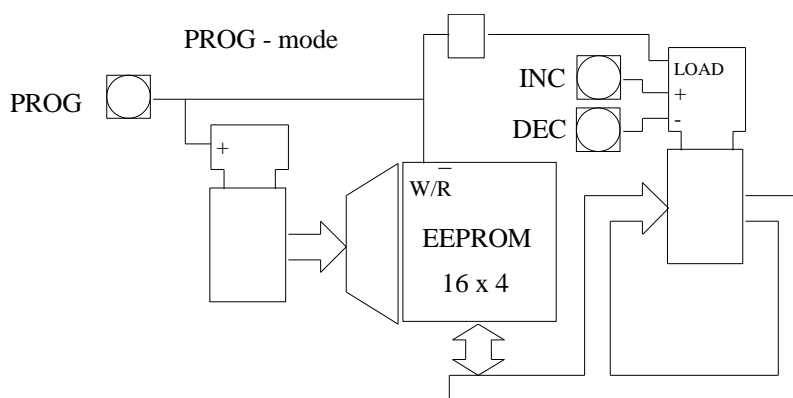 PROG - mode
PROG
INC
DEC
LOAD
+
-
+
W/R̅
EEPROM
16 x 4